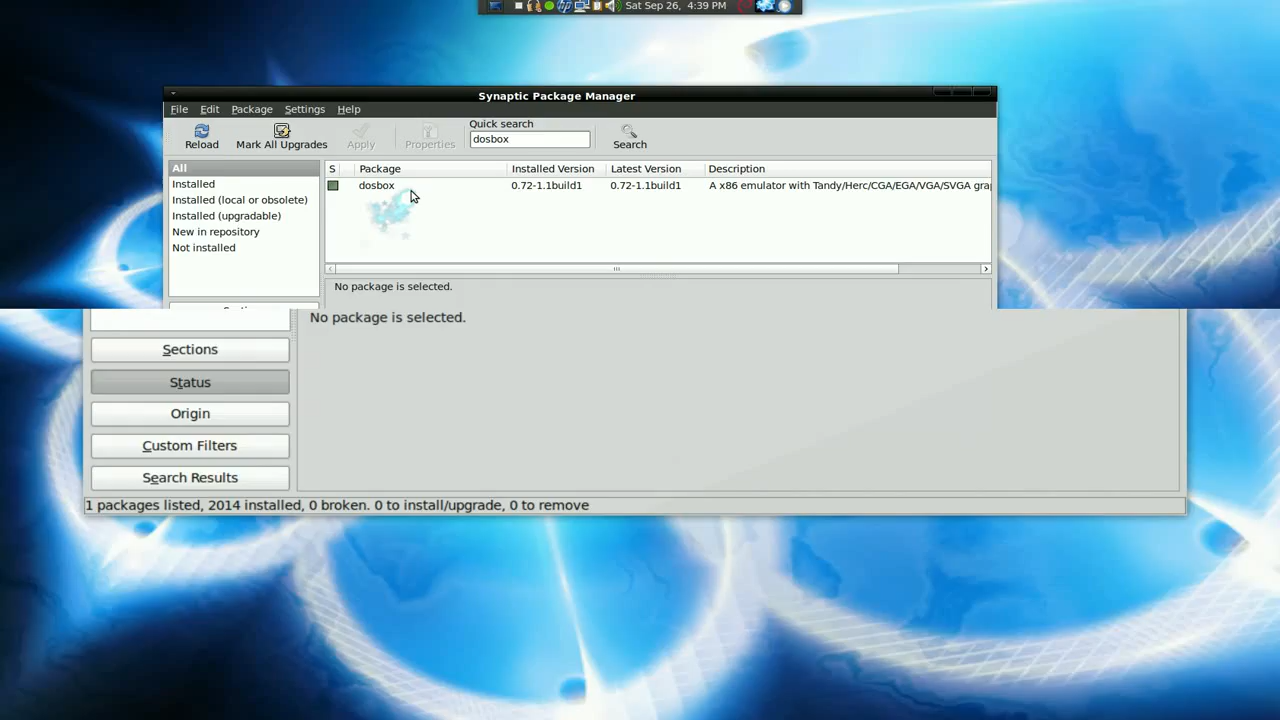 Sat Sep 26, 4:39 PM
Synaptic Package Manager
File Edit Package Settings Help
Quick search
Reload Mark All Upgrades Apply Properties dosbox Search
All
Installed
Installed (local or obsolete)
Installed (upgradable)
New in repository
Not installed
S Package Installed Version Latest Version Description
dosbox 0.72-1.1build1 0.72-1.1build1 A x86 emulator with Tandy/Herc/CGA/EGA/VGA/SVGA gra
No package is selected.
No package is selected.
Sections
Status
Origin
Custom Filters
Search Results
1 packages listed, 2014 installed, 0 broken. 0 to install/upgrade, 0 to remove